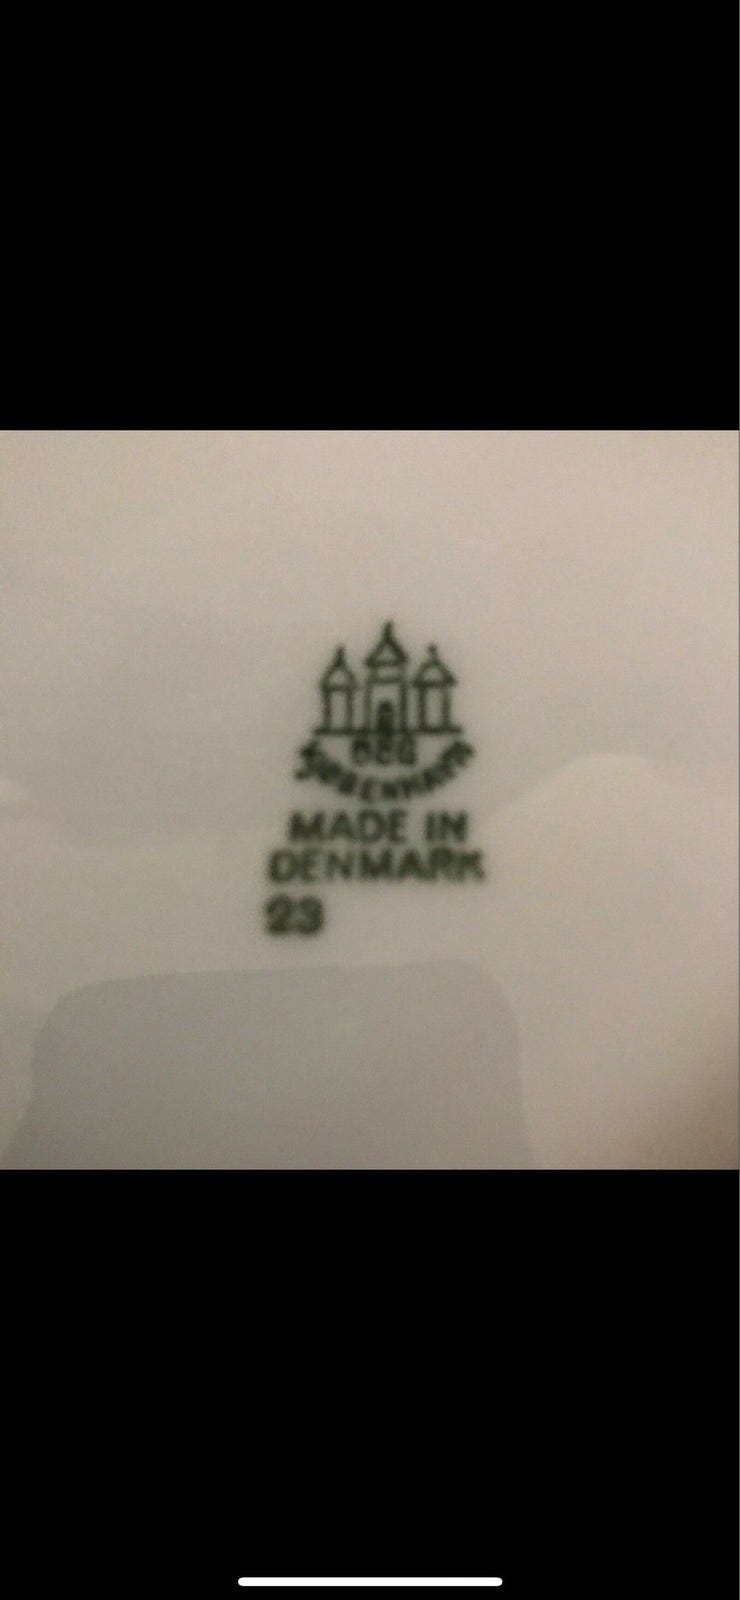 B&G
KJØBENHAVN
MADE IN
DENMARK
23